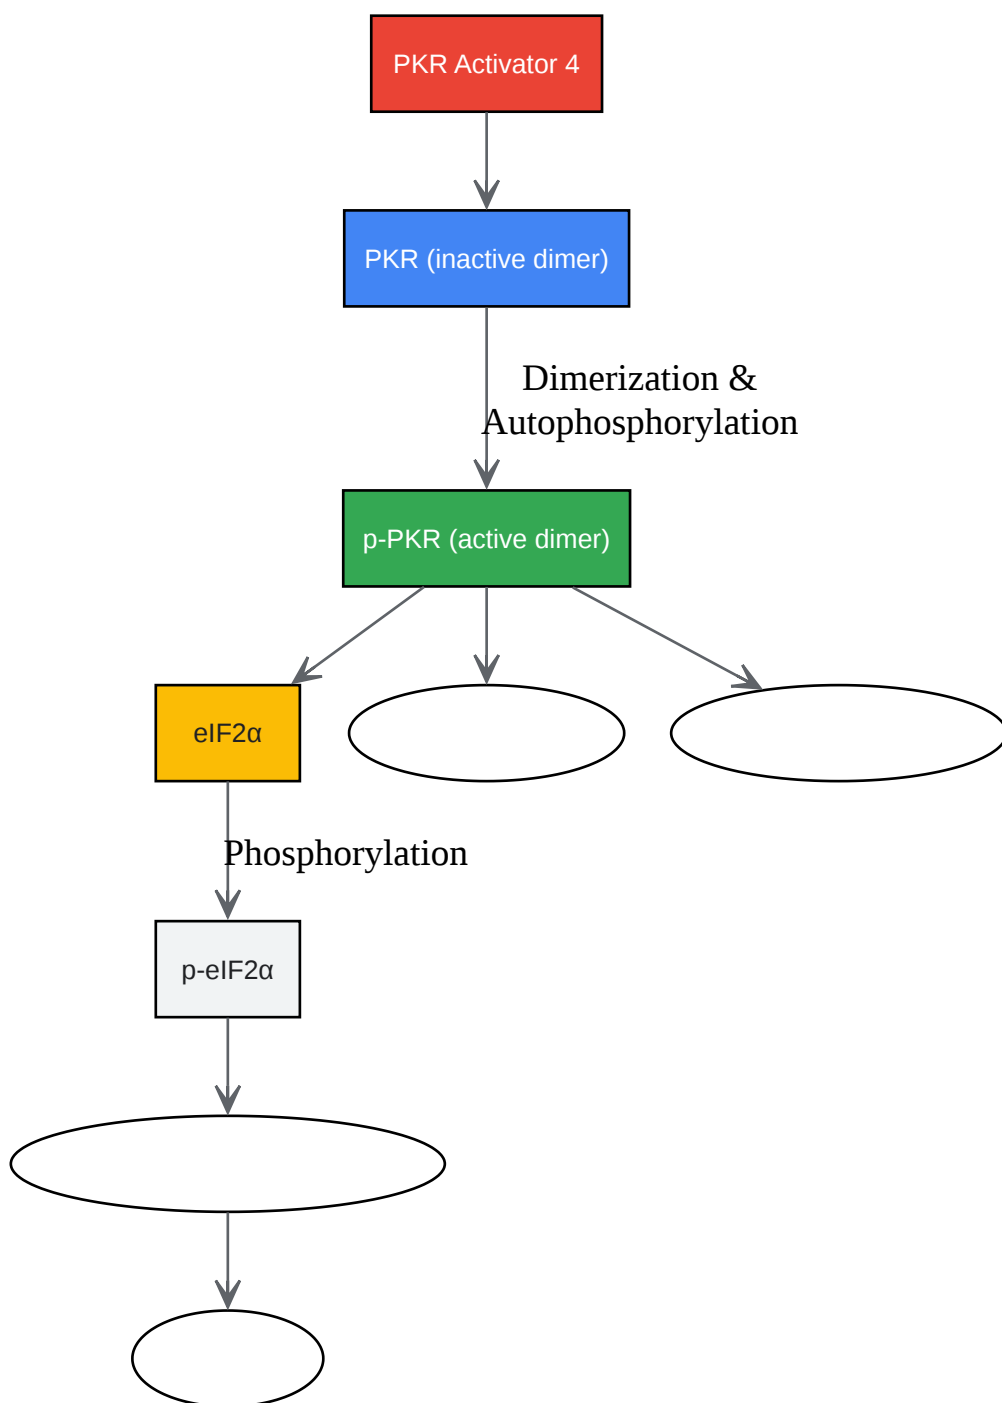 PKR Activator 4
PKR (inactive dimer)
Dimerization &
Autophosphorylation
p-PKR (active dimer)
eIF2α
Phosphorylation
p-eIF2α